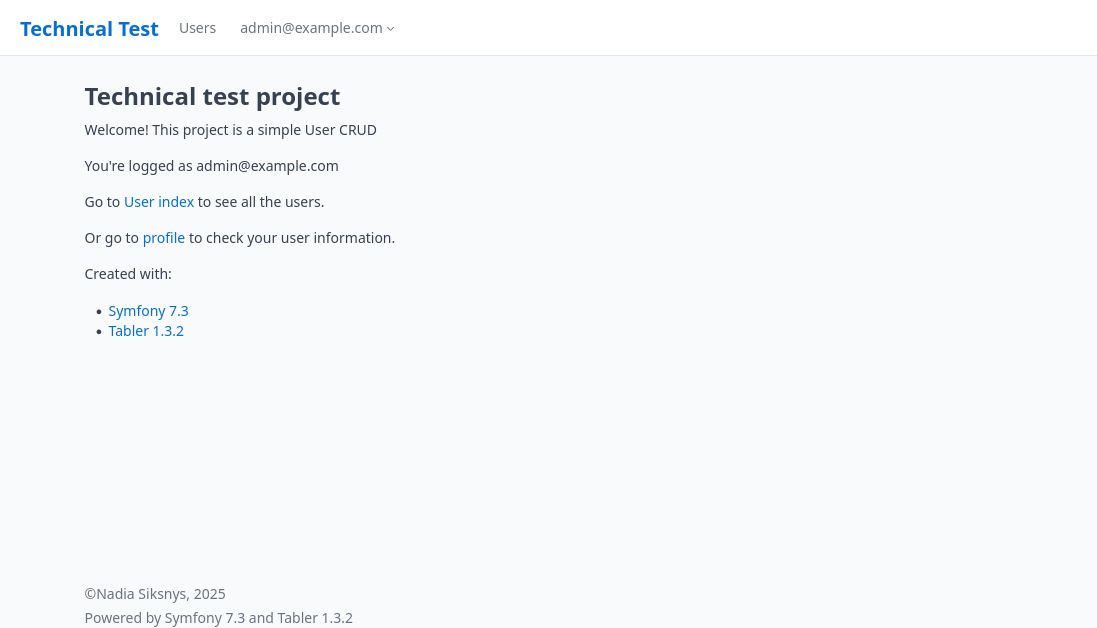 Technical Test Users admin@example.com
Technical test project
Welcome! This project is a simple User CRUD
You're logged as admin@example.com
Go to User index to see all the users.
Or go to profile to check your user information.
Created with:
• Symfony 7.3
• Tabler 1.3.2
©Nadia Siksnys, 2025
Powered by Symfony 7.3 and Tabler 1.3.2